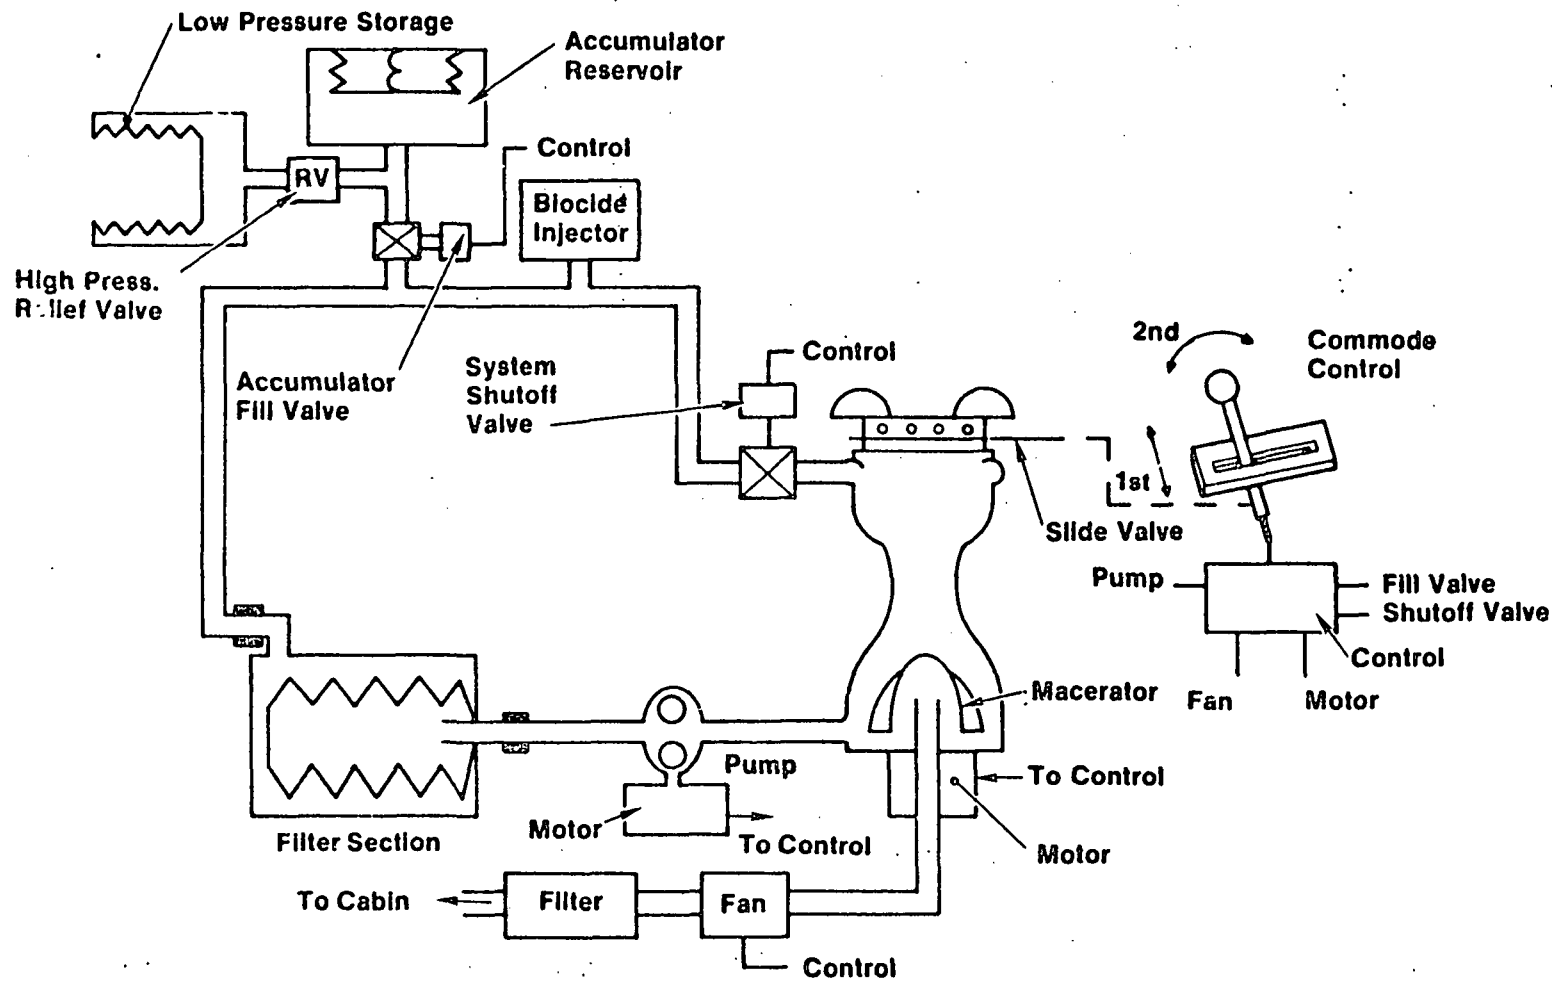 Low Pressure Storage
Accumulator
Reservoir
Control
RV
Biocide
Injector
High Press.
Relief Valve
Accumulator
Fill Valve
System
Shutoff
Valve
Control
2nd
Commode
Control
1st
Slide Valve
Pump
Fill Valve
Shutoff Valve
Control
Fan
Motor
Macerator
Pump
To Control
Motor
To Control
Motor
Filter Section
To Cabin
Filter
Fan
Control